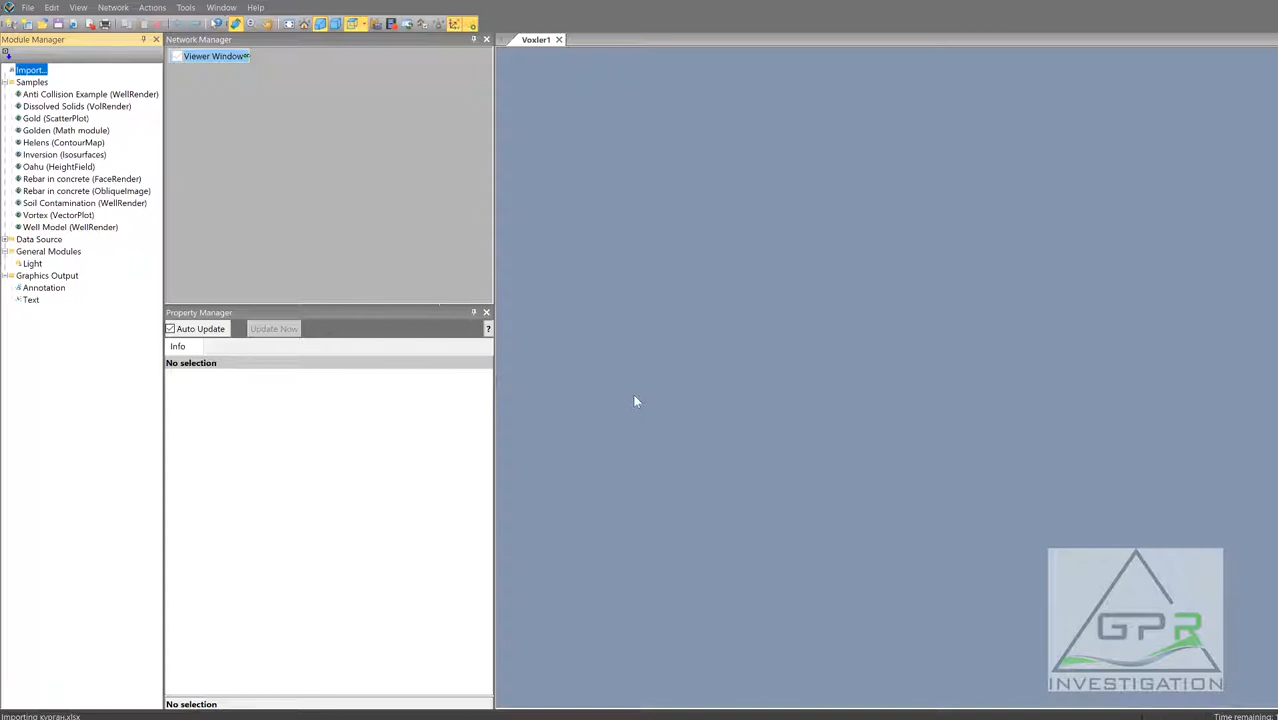 File Edit View Network Actions Tools Window Help
Module Manager
Import...
Samples
Anti Collision Example (WellRender)
Dissolved Solids (VolRender)
Gold (ScatterPlot)
Golden (Math module)
Helens (ContourMap)
Inversion (Isosurfaces)
Oahu (HeightField)
Rebar in concrete (FaceRender)
Rebar in concrete (ObliqueImage)
Soil Contamination (WellRender)
Vortex (VectorPlot)
Well Model (WellRender)
Data Source
General Modules
Light
Graphics Output
Annotation
Text
Network Manager
Viewer Window
Property Manager
Auto Update Update Now ?
Info
No selection
No selection
Voxler1
GPR
INVESTIGATION
Importing курган.xlsx
Time remaining: